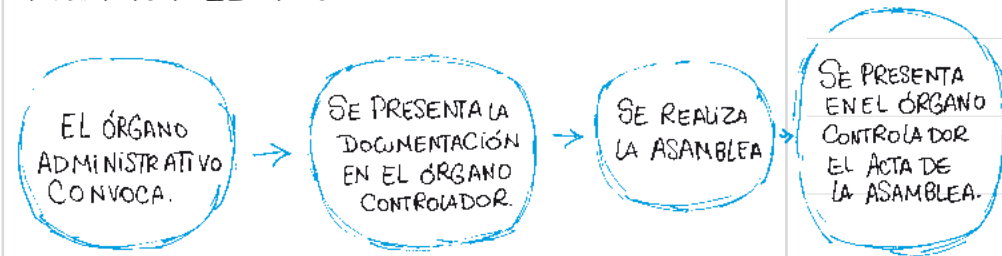 EL ÓRGANO
ADMINISTRATIVO
CONVOCA.
SE PRESENTA LA
DOCUMENTACIÓN
EN EL ÓRGANO
CONTROLADOR.
SE REALIZA
LA ASAMBLEA
SE PRESENTA
EN EL ÓRGANO
CONTROLADOR
EL ACTA DE
LA ASAMBLEA.